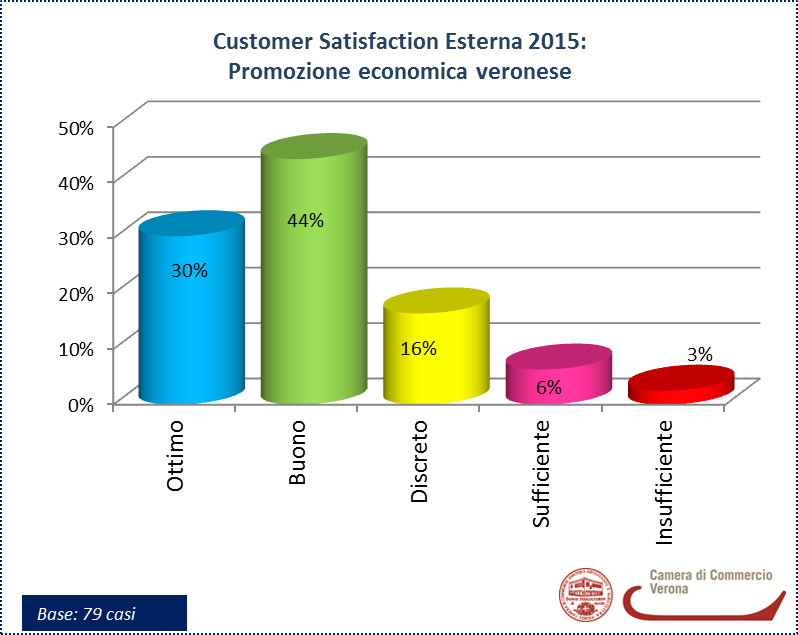 Customer Satisfaction Esterna 2015:
Promozione economica veronese
50%
40%
30%
20%
10%
0%
30%
44%
16%
6%
3%
Ottimo
Buono
Discreto
Sufficiente
Insufficiente
Base: 79 casi
Camera di Commercio
Verona